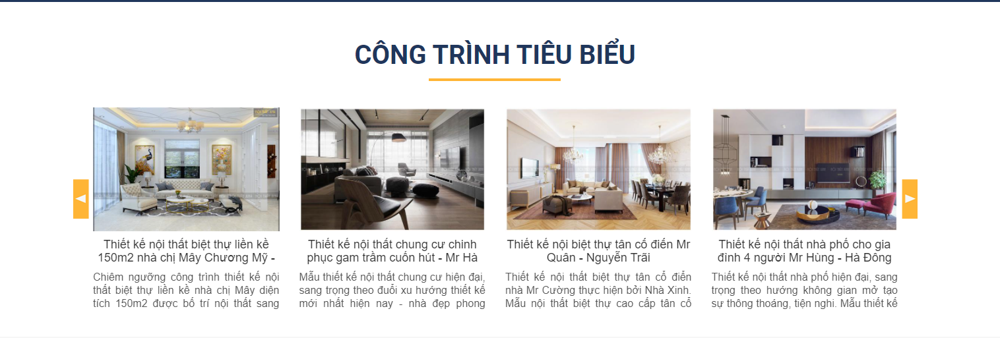 CÔNG TRÌNH TIÊU BIỂU
Thiết kế nội thất biệt thự liền kề
150m2 nhà chị Mây Chương Mỹ -
Chiêm ngưỡng công trình thiết kế nội
thất biệt thự liền kề nhà chị Mây diện
tích 150m2 được bố trí nội thất sang
Thiết kế nội thất chung cư chinh
phục gam trầm cuốn hút - Mr Hà
Mẫu thiết kế nội thất chung cư hiện đại,
sang trọng theo đuổi xu hướng thiết kế
mới nhất hiện nay - nhà đẹp phong
Thiết kế nội biệt thự tân cổ điển Mr
Quân - Nguyễn Trãi
Thiết kế nội thất biệt thự tân cổ điển
nhà Mr Cường thực hiện bởi Nhà Xinh.
Mẫu nội thất biệt thự cao cấp tân cổ
Thiết kế nội thất nhà phố cho gia
đình 4 người Mr Hùng - Hà Đông
Thiết kế nội thất nhà phố hiện đại, sang
trọng theo hướng không gian mở tạo
sự thông thoáng, tiện nghi. Mẫu thiết kế